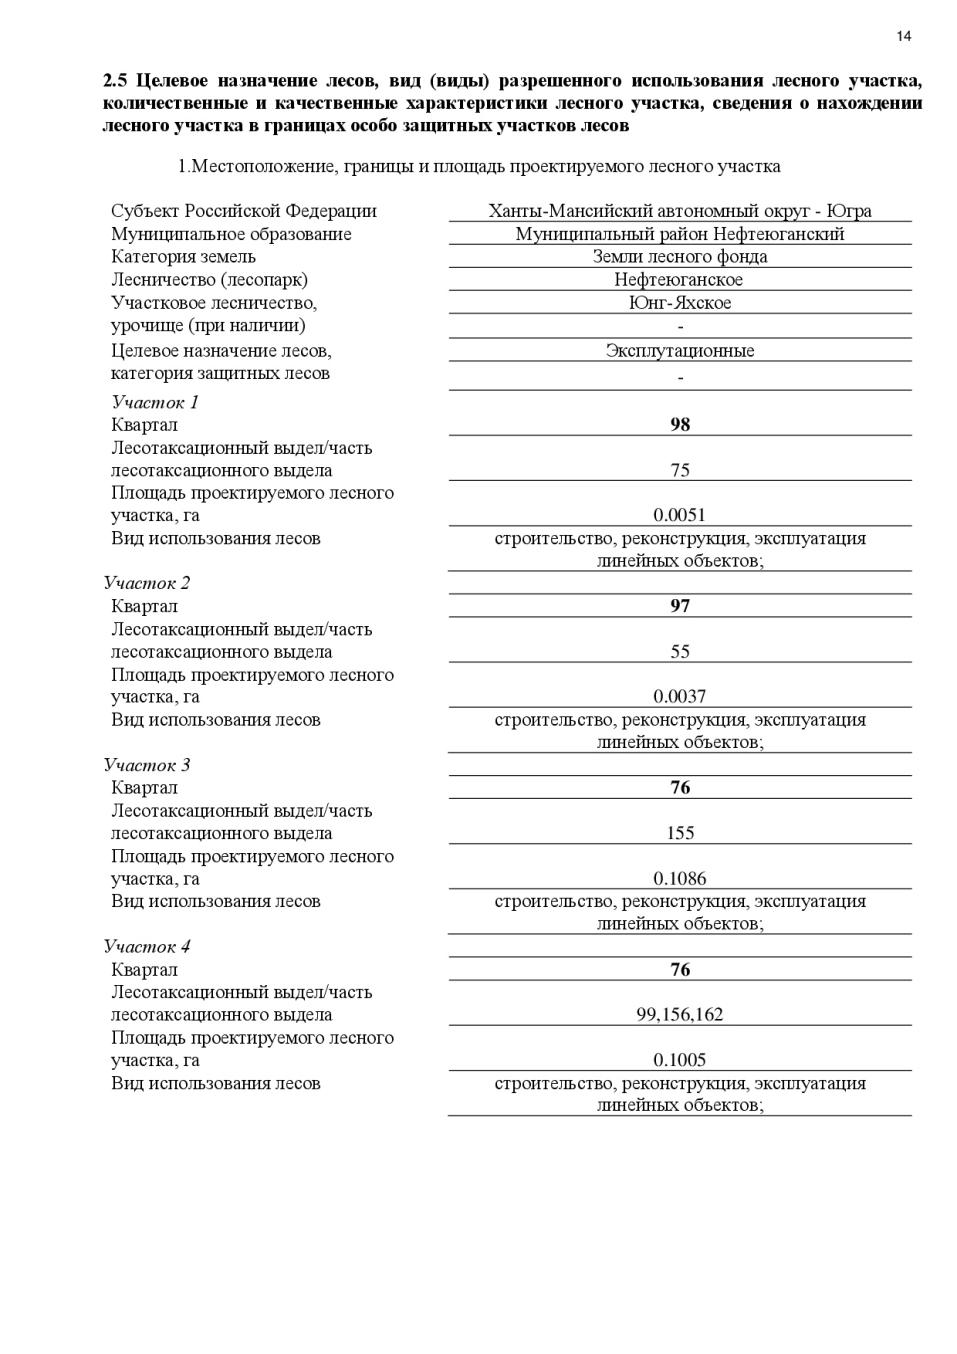 14
2.5 Целевое назначение лесов, вид (виды) разрешенного использования лесного участка,
количественные и качественные характеристики лесного участка, сведения о нахождении
лесного участка в границах особо защитных участков лесов
1.Местоположение, границы и площадь проектируемого лесного участка
Субъект Российской Федерации Ханты-Мансийский автономный округ - Югра
Муниципальное образование Муниципальный район Нефтеюганский
Категория земель Земли лесного фонда
Лесничество (лесопарк) Нефтеюганское
Участковое лесничество, Юнг-Яхское
урочище (при наличии) -
Целевое назначение лесов, Эксплутационные
категория защитных лесов -
Участок 1
Квартал 98
Лесотаксационный выдел/часть
лесотаксационного выдела 75
Площадь проектируемого лесного
участка, га 0.0051
Вид использования лесов строительство, реконструкция, эксплуатация
линейных объектов;
Участок 2
Квартал 97
Лесотаксационный выдел/часть
лесотаксационного выдела 55
Площадь проектируемого лесного
участка, га 0.0037
Вид использования лесов строительство, реконструкция, эксплуатация
линейных объектов;
Участок 3
Квартал 76
Лесотаксационный выдел/часть
лесотаксационного выдела 155
Площадь проектируемого лесного
участка, га 0.1086
Вид использования лесов строительство, реконструкция, эксплуатация
линейных объектов;
Участок 4
Квартал 76
Лесотаксационный выдел/часть
лесотаксационного выдела 99,156,162
Площадь проектируемого лесного
участка, га 0.1005
Вид использования лесов строительство, реконструкция, эксплуатация
линейных объектов;